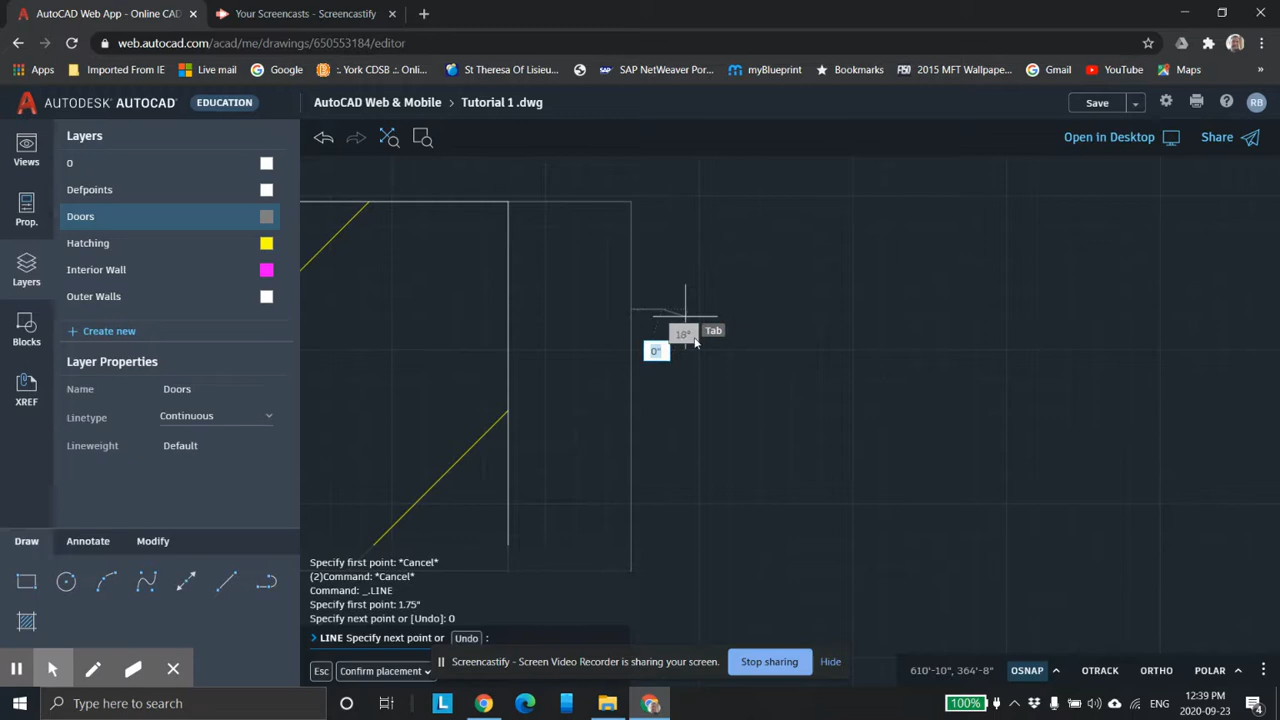 AutoCAD Web App - Online CAD
Your Screencasts - Screencastify
web.autocad.com/acad/me/drawings/650553184/editor
Apps
Imported From IE
Live mail
Google
: York CDSB :. Onli...
St Theresa Of Lisieu...
SAP NetWeaver Por...
myBlueprint
Bookmarks
2015 MFT Wallpape...
Gmail
YouTube
Maps
AUTODESK® AUTOCAD® EDUCATION
AutoCAD Web & Mobile > Tutorial 1 .dwg
Save
RB
Views
Prop.
Layers
Blocks
XREF
Layers
0
Defpoints
Doors
Hatching
Interior Wall
Outer Walls
+ Create new
Layer Properties
Name Doors
Linetype Continuous
Lineweight Default
Draw Annotate Modify
Open in Desktop
Share
Tab
0"
Specify first point: *Cancel*
(2)Command: *Cancel*
Command: _.LINE
Specify first point: 1.75"
Specify next point or [Undo]: 0
> LINE Specify next point or Undo :
Esc Confirm placement
Screencastify - Screen Video Recorder is sharing your screen.
Stop sharing
Hide
610'-10", 364'-8"
OSNAP
OTRACK
ORTHO
POLAR
Type here to search
100%
12:39 PM
2020-09-23
4